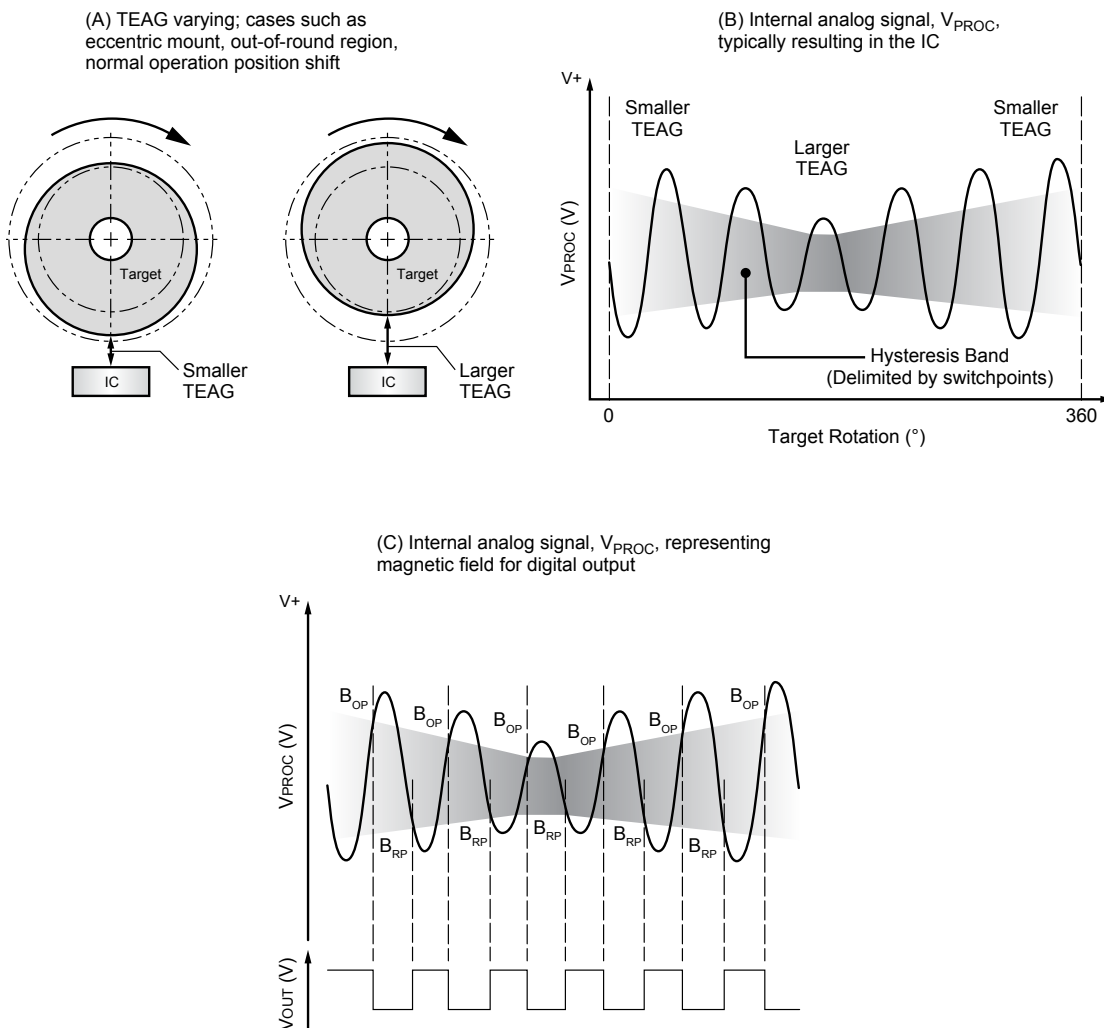 (A) TEAG varying; cases such as
eccentric mount, out-of-round region,
normal operation position shift
Target
IC
Smaller
TEAG
Target
IC
Larger
TEAG
(B) Internal analog signal, VPROC,
typically resulting in the IC
V+
Smaller
TEAG
Larger
TEAG
Smaller
TEAG
VPROC (V)
Hysteresis Band
(Delimited by switchpoints)
0
360
Target Rotation (°)
(C) Internal analog signal, VPROC, representing
magnetic field for digital output
V+
VPROC (V)
BOP
BOP
BOP
BOP
BOP
BOP
BRP
BRP
BRP
BRP
BRP
VOUT (V)